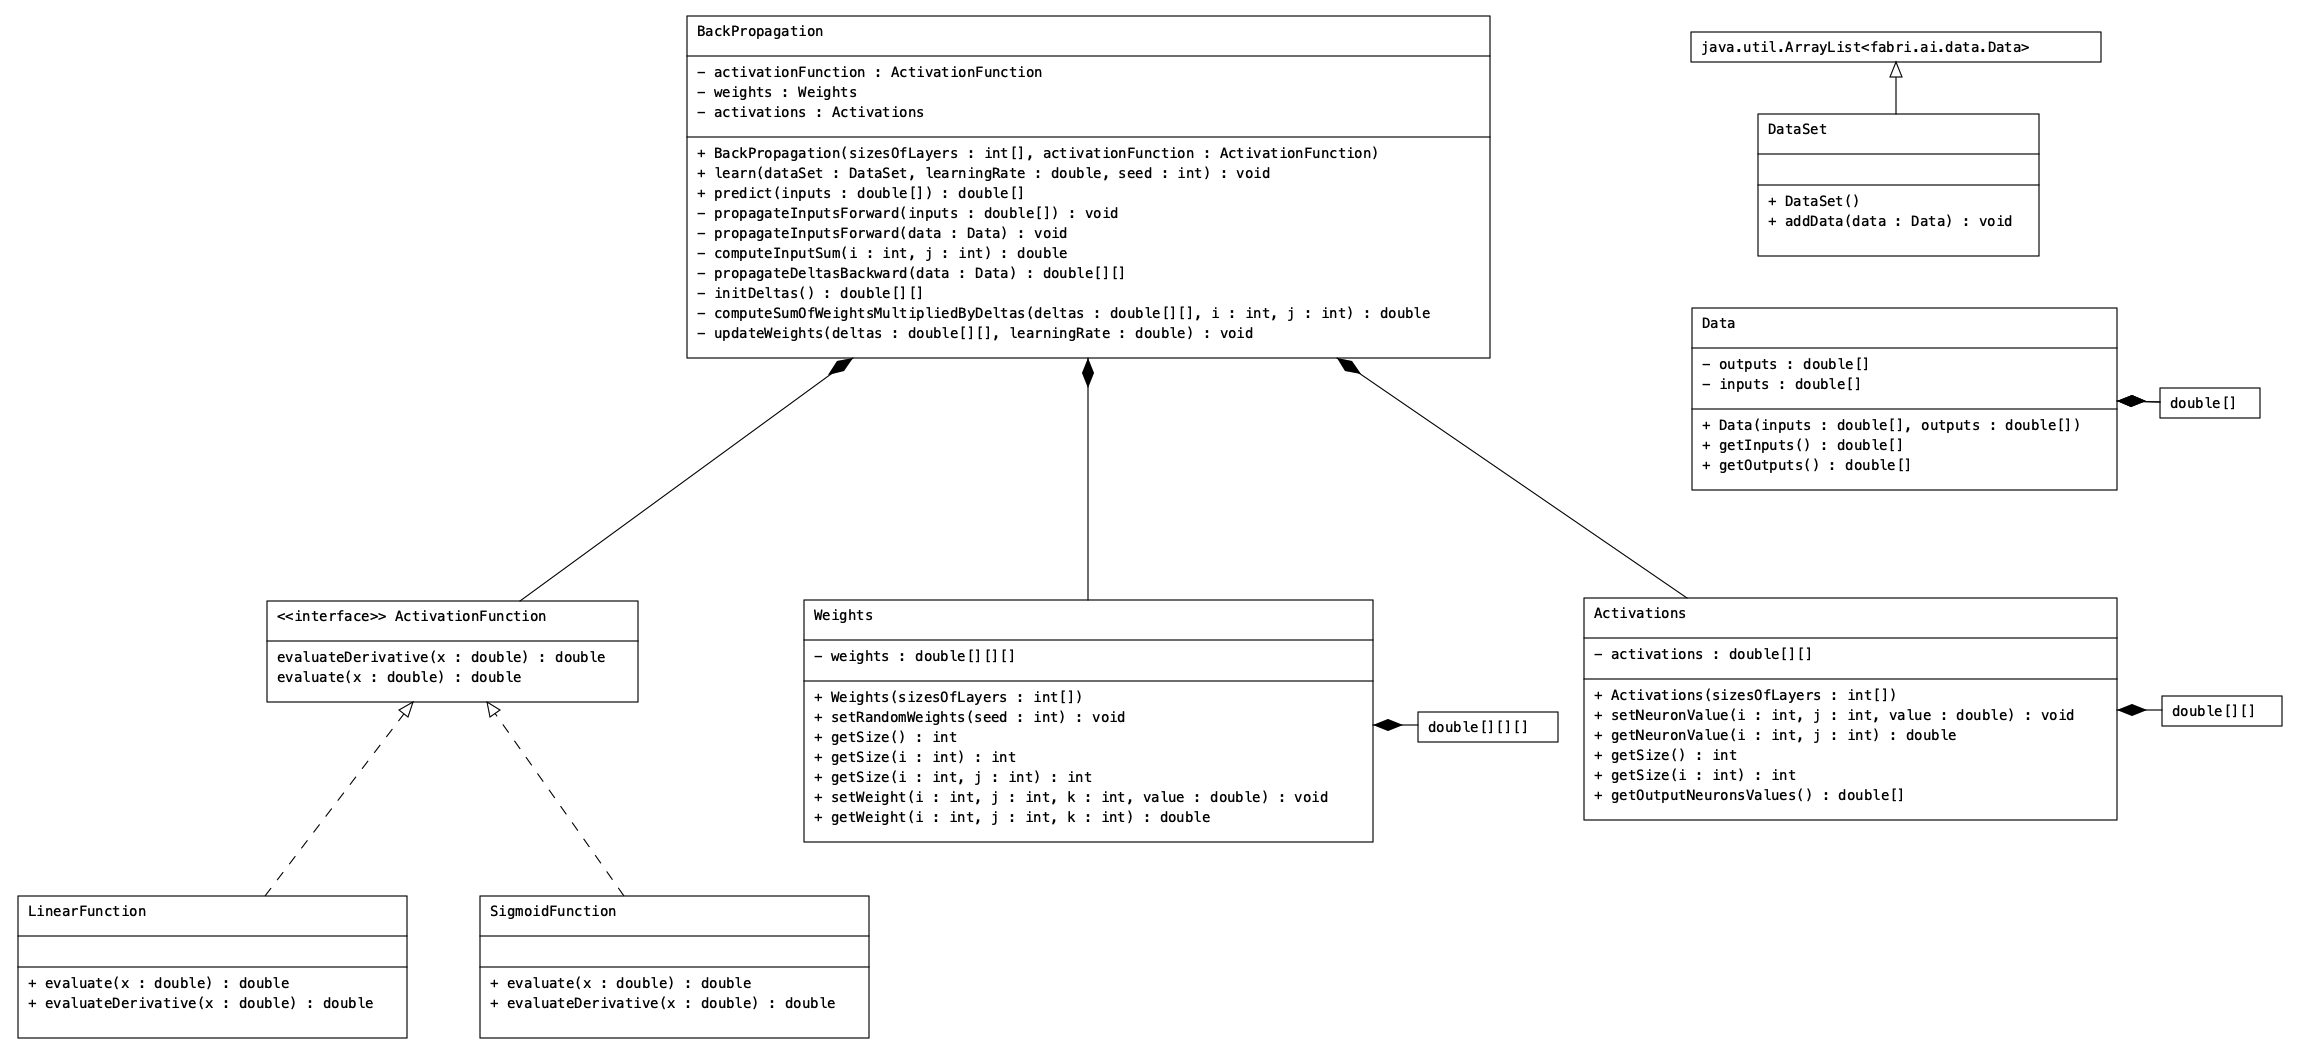 BackPropagation
– activationFunction : ActivationFunction
– weights : Weights
– activations : Activations
+ BackPropagation(sizesOfLayers : int[], activationFunction : ActivationFunction)
+ learn(dataSet : DataSet, learningRate : double, seed : int) : void
+ predict(inputs : double[]) : double[]
– propagateInputsForward(inputs : double[]) : void
– propagateInputsForward(data : Data) : void
– computeInputSum(i : int, j : int) : double
– propagateDeltasBackward(data : Data) : double[][]
– initDeltas() : double[][]
– computeSumOfWeightsMultipliedByDeltas(deltas : double[][], i : int, j : int) : double
– updateWeights(deltas : double[][], learningRate : double) : void
java.util.ArrayList<fabri.ai.data.Data>
DataSet
+ DataSet()
+ addData(data : Data) : void
Data
– outputs : double[]
– inputs : double[]
+ Data(inputs : double[], outputs : double[])
+ getInputs() : double[]
+ getOutputs() : double[]
double[]
<<interface>> ActivationFunction
evaluateDerivative(x : double) : double
evaluate(x : double) : double
Weights
– weights : double[][][]
+ Weights(sizesOfLayers : int[])
+ setRandomWeights(seed : int) : void
+ getSize() : int
+ getSize(i : int) : int
+ getSize(i : int, j : int) : int
+ setWeight(i : int, j : int, k : int, value : double) : void
+ getWeight(i : int, j : int, k : int) : double
double[][][]
Activations
– activations : double[][]
+ Activations(sizesOfLayers : int[])
+ setNeuronValue(i : int, j : int, value : double) : void
+ getNeuronValue(i : int, j : int) : double
+ getSize() : int
+ getSize(i : int) : int
+ getOutputNeuronsValues() : double[]
double[][]
LinearFunction
+ evaluate(x : double) : double
+ evaluateDerivative(x : double) : double
SigmoidFunction
+ evaluate(x : double) : double
+ evaluateDerivative(x : double) : double